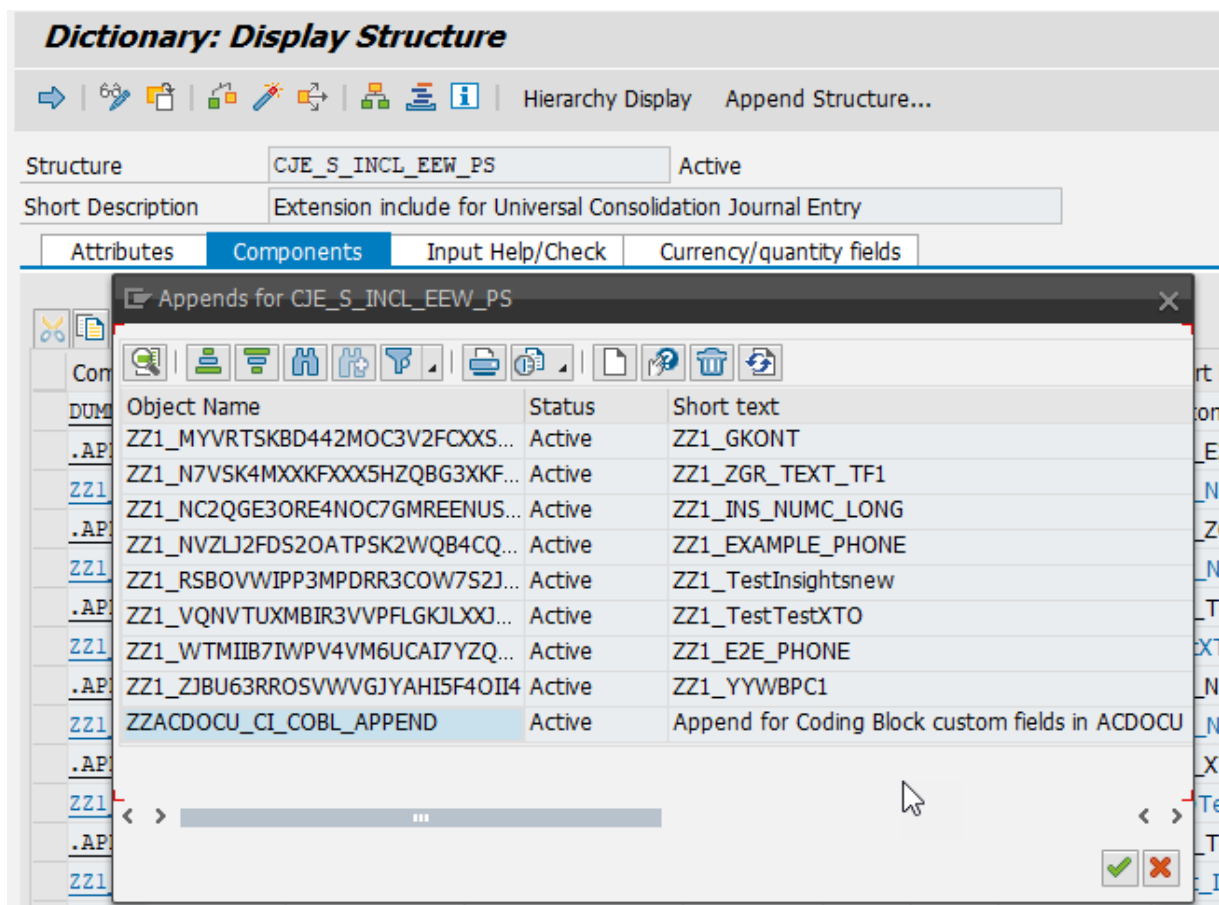 Dictionary: Display Structure
Hierarchy Display Append Structure...
Structure CJE_S_INCL_EEW_PS Active
Short Description Extension include for Universal Consolidation Journal Entry
Attributes Components Input Help/Check Currency/quantity fields
Appends for CJE_S_INCL_EEW_PS
Object Name Status Short text
ZZ1_MYVRTSKBD442MOC3V2FCXXS... Active ZZ1_GKONT
ZZ1_N7VSK4MXXKFXXX5HZQBG3XKF... Active ZZ1_ZGR_TEXT_TF1
ZZ1_NC2QGE3ORE4NOC7GMREENUS... Active ZZ1_INS_NUMC_LONG
ZZ1_NVZLJ2FDS2OATPSK2WQB4CQ... Active ZZ1_EXAMPLE_PHONE
ZZ1_RSBOVWIPP3MPDRR3COW7S2J... Active ZZ1_TestInsightsnew
ZZ1_VQNVTUXMBIR3VVPFLGKJLXXJ... Active ZZ1_TestTestXTO
ZZ1_WTMIIB7IWPV4VM6UCAI7YZQ... Active ZZ1_E2E_PHONE
ZZ1_ZJBU63RROSVWVGJYAHI5F4OII4 Active ZZ1_YYWBPC1
ZZACDOCU_CI_COBL_APPEND Active Append for Coding Block custom fields in ACDOCU